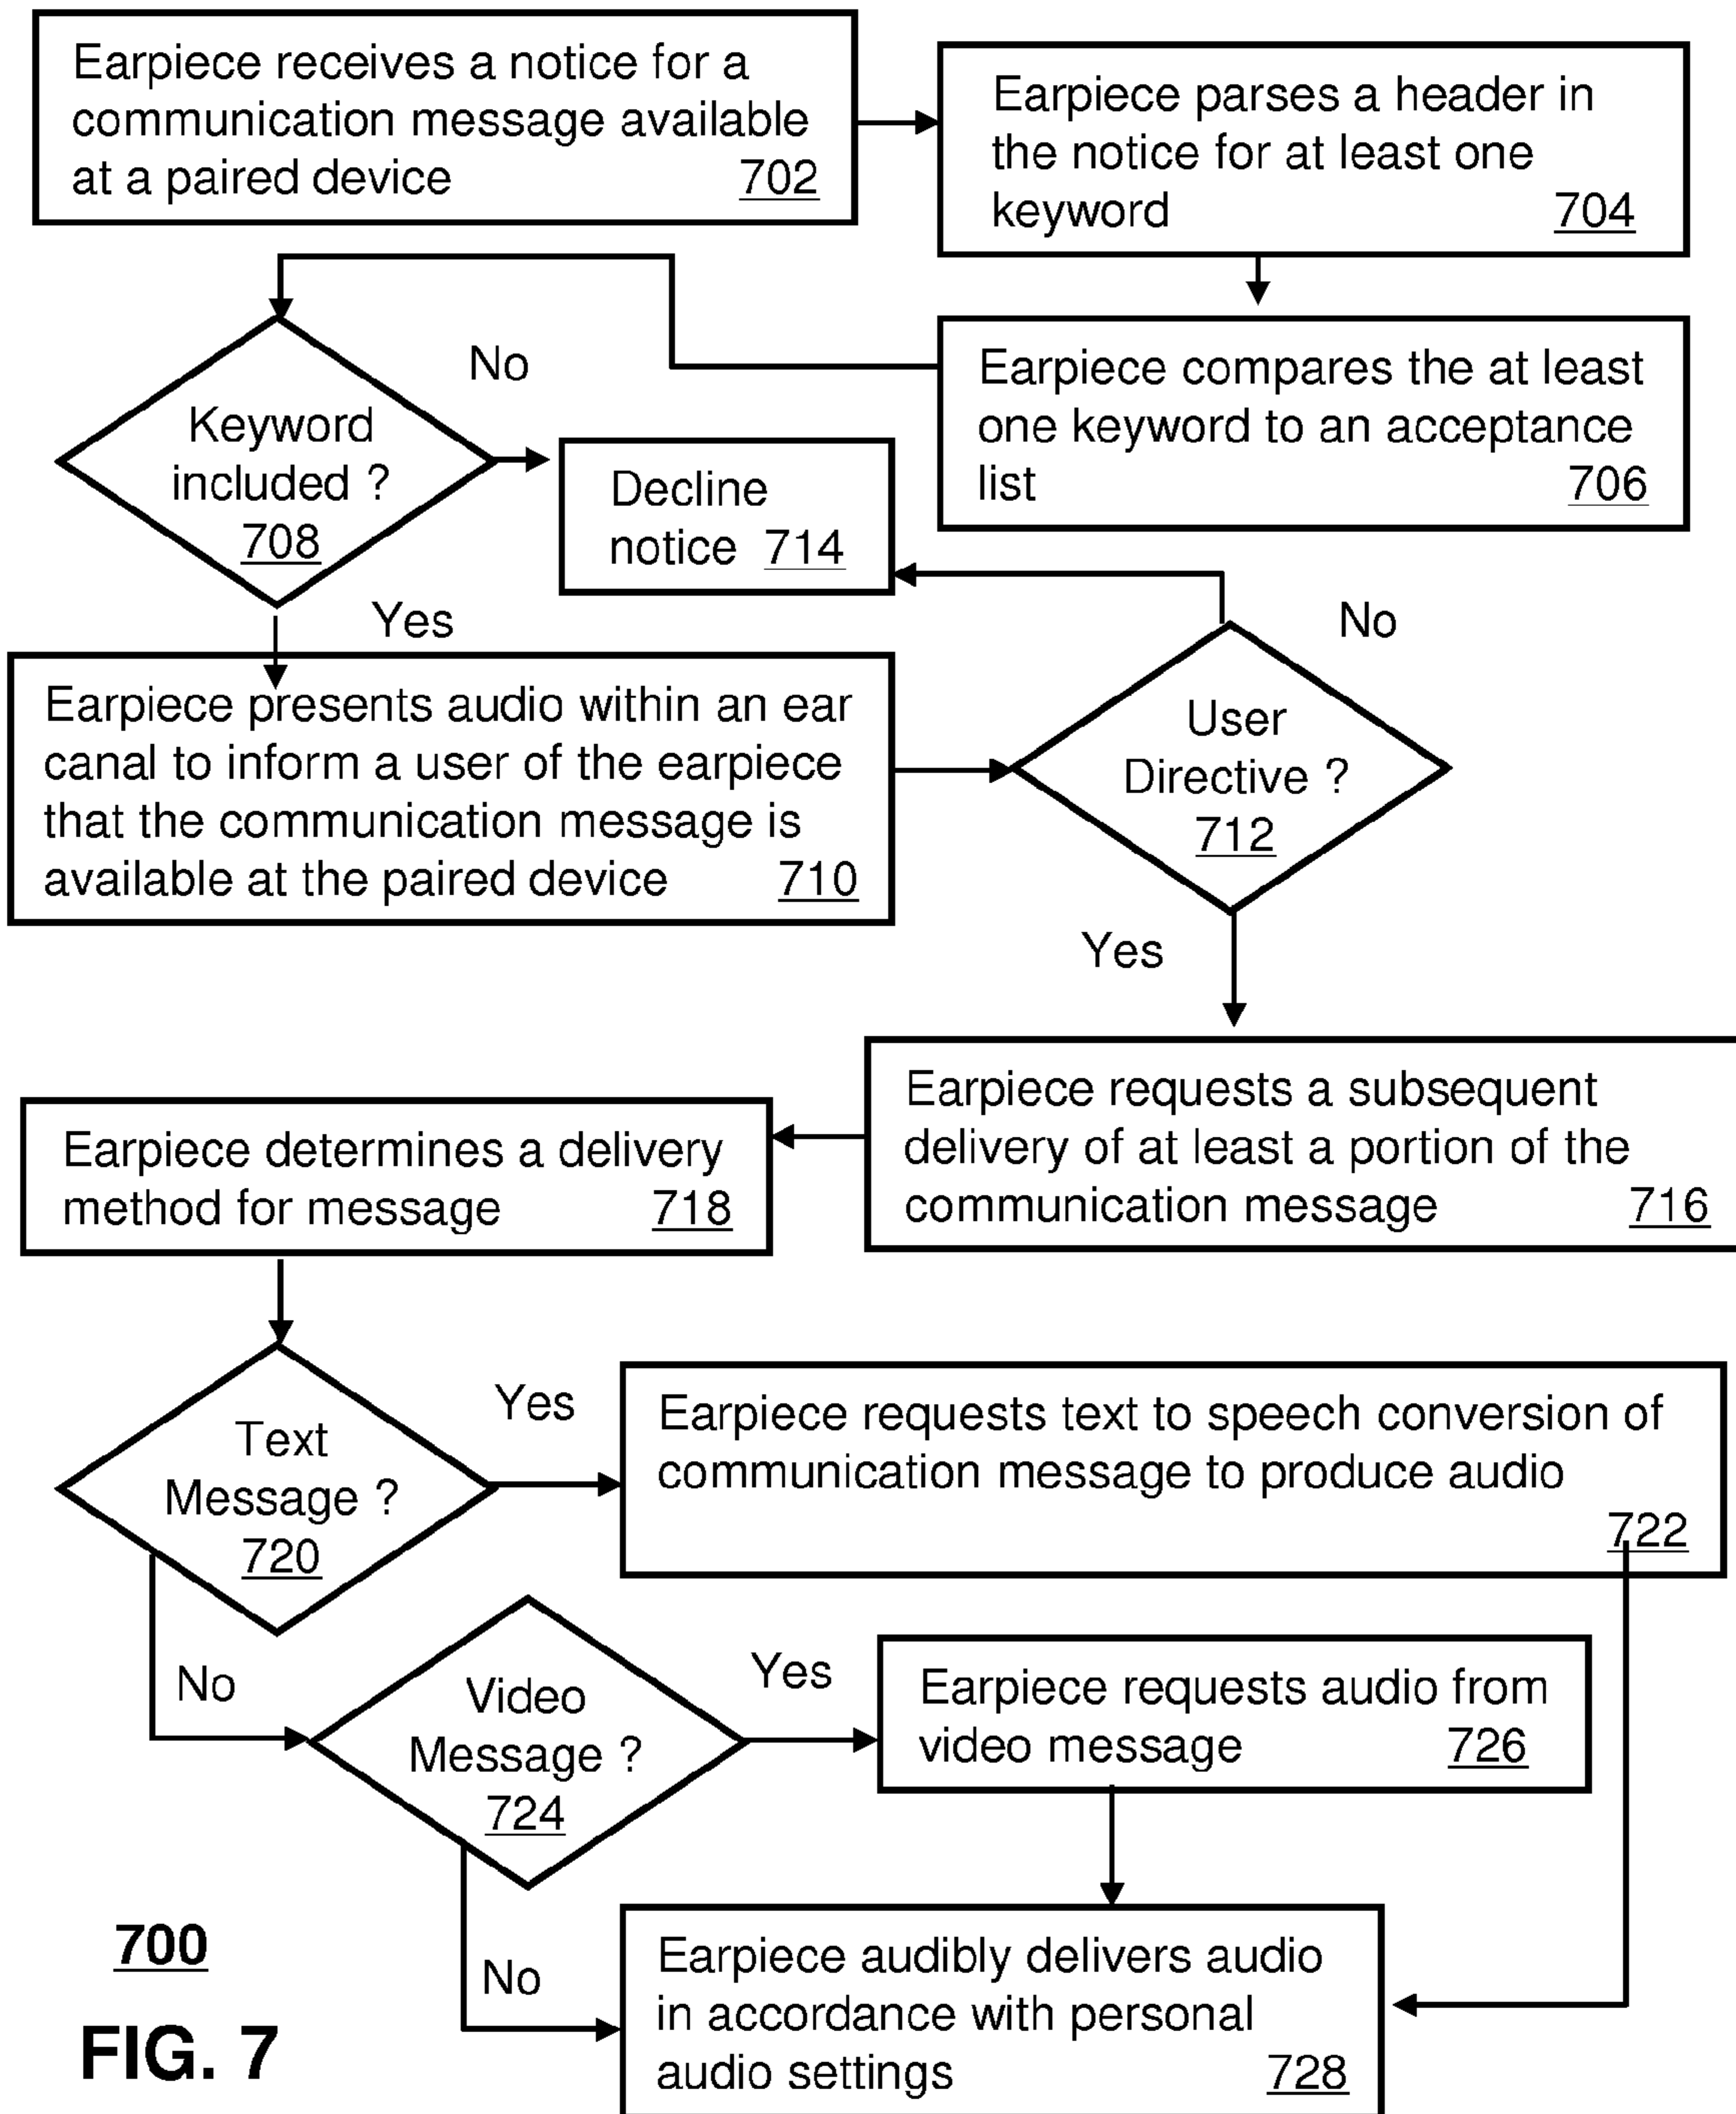 Earpiece receives a notice for a
communication message available
at a paired device 702
Earpiece parses a header in
the notice for at least one
keyword 704
Earpiece compares the at least
one keyword to an acceptance
list 706
Keyword
included ?
708
No
Decline
notice 714
Yes
Earpiece presents audio within an ear
canal to inform a user of the earpiece
that the communication message is
available at the paired device 710
User
Directive ?
712
No
Yes
Earpiece requests a subsequent
delivery of at least a portion of the
communication message 716
Earpiece determines a delivery
method for message 718
Text
Message ?
720
Yes
Earpiece requests text to speech conversion of
communication message to produce audio
722
No
Video
Message ?
724
Yes
Earpiece requests audio from
video message 726
No
Earpiece audibly delivers audio
in accordance with personal
audio settings 728
700
FIG. 7